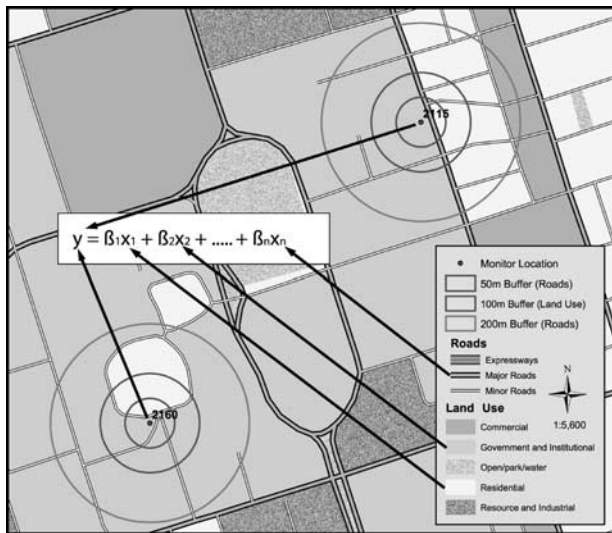 2115
y = ß₁x₁ + ß₂x₂ + ..... + ßₙxₙ
2160
Monitor Location
50m Buffer (Roads)
100m Buffer (Land Use)
200m Buffer (Roads)
Roads
Expressways
Major Roads
Minor Roads
N
1:5,600
Land Use
Commercial
Government and Institutional
Open/park/water
Residential
Resource and Industrial